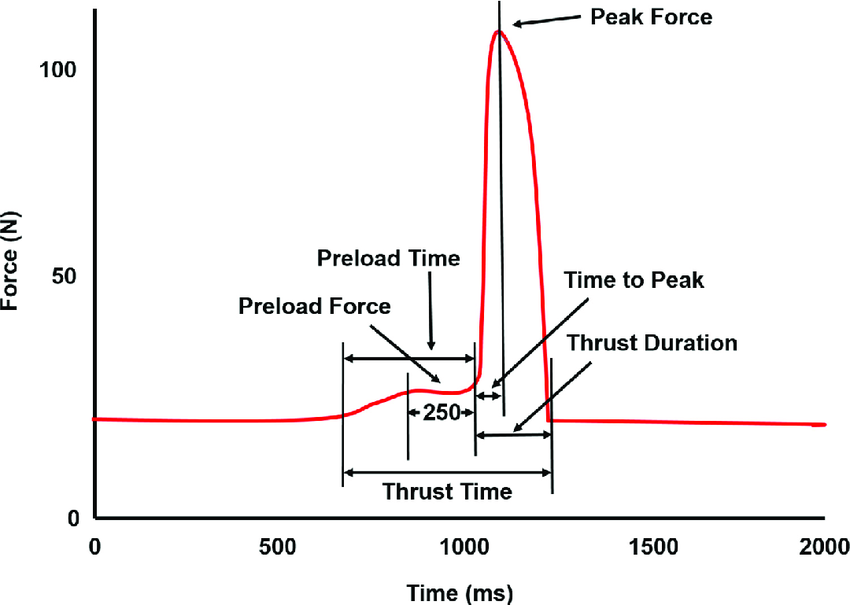 Peak Force
100
Preload Time
50
Time to Peak
Preload Force
Thrust Duration
250
Thrust Time
0
0 500 1000 1500 2000
Time (ms)
Force (N)